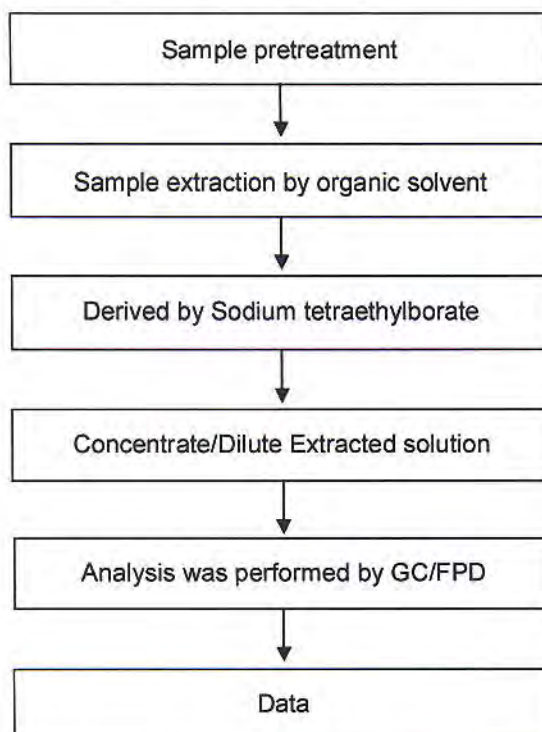 Sample pretreatment
Sample extraction by organic solvent
Derived by Sodium tetraethylborate
Concentrate/Dilute Extracted solution
Analysis was performed by GC/FPD
Data